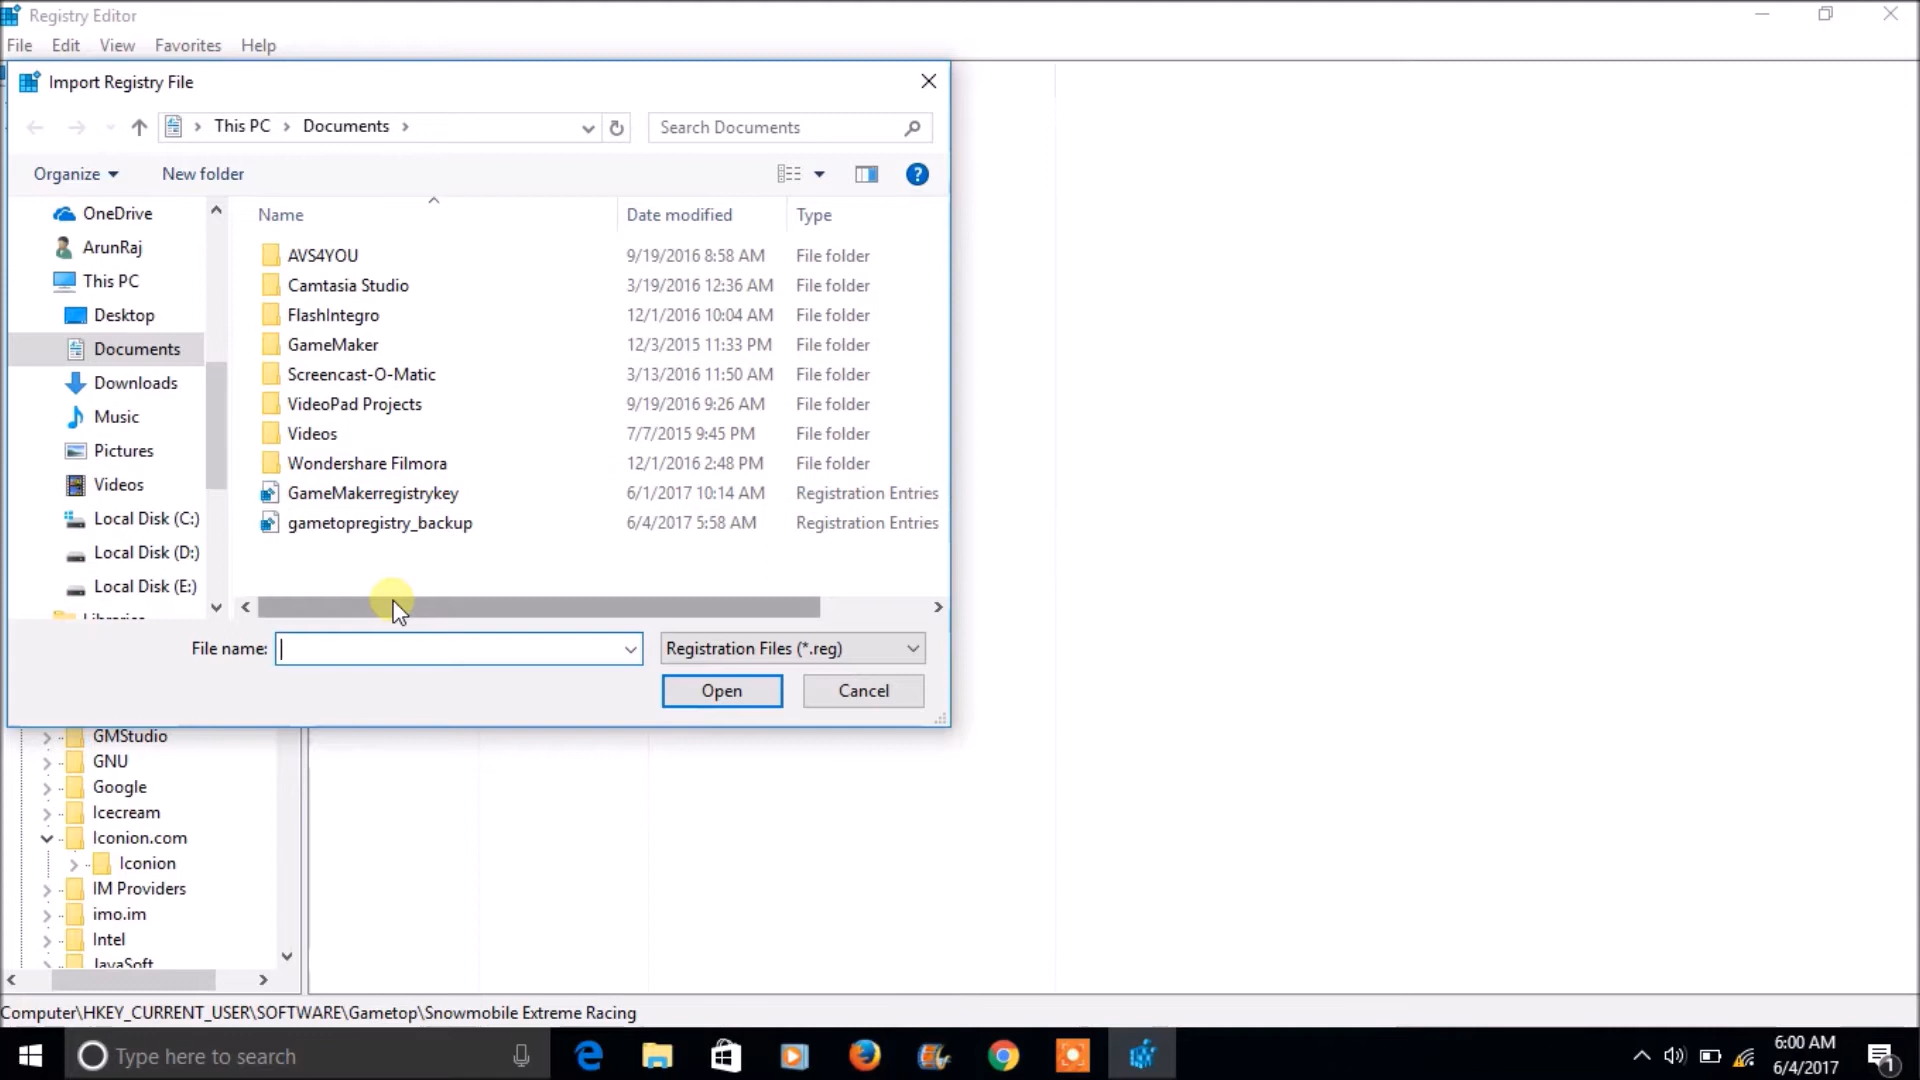 Registry Editor
File Edit View Favorites Help
Import Registry File
This PC Documents
Search Documents
Organize New folder
Name Date modified Type
OneDrive
ArunRaj
This PC
Desktop
Documents
Downloads
Music
Pictures
Videos
Local Disk (C:)
Local Disk (D:)
Local Disk (E:)
Libraries
AVS4YOU 9/19/2016 8:58 AM File folder
Camtasia Studio 3/19/2016 12:36 AM File folder
FlashIntegro 12/1/2016 10:04 AM File folder
GameMaker 12/3/2015 11:33 PM File folder
Screencast-O-Matic 3/13/2016 11:50 AM File folder
VideoPad Projects 9/19/2016 9:26 AM File folder
Videos 7/7/2015 9:45 PM File folder
Wondershare Filmora 12/1/2016 2:48 PM File folder
GameMakerregistrykey 6/1/2017 10:14 AM Registration Entries
gametopregistry_backup 6/4/2017 5:58 AM Registration Entries
File name: Registration Files (*.reg)
Open Cancel
GMStudio
GNU
Google
Icecream
Iconion.com
Iconion
IM Providers
imo.im
Intel
JavaSoft
Computer\HKEY_CURRENT_USER\SOFTWARE\Gametop\Snowmobile Extreme Racing
Type here to search
6:00 AM
6/4/2017
1